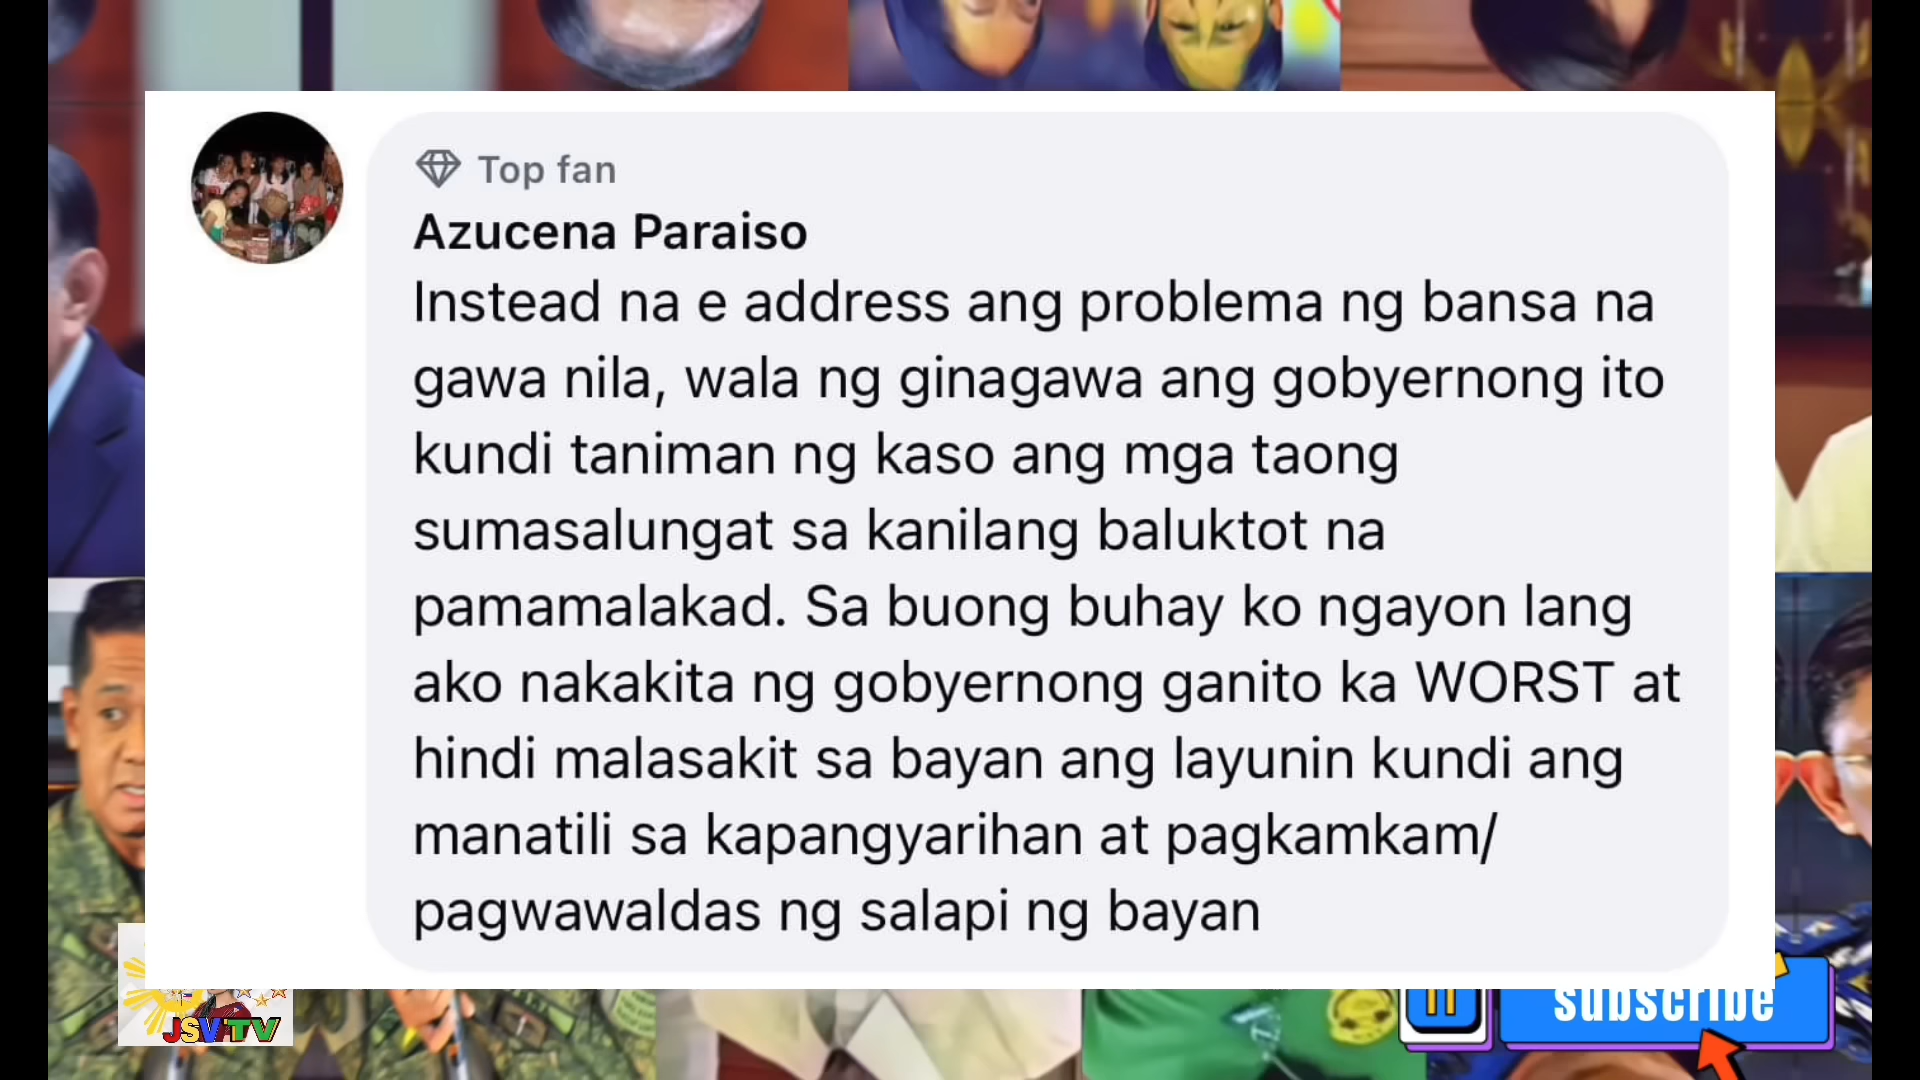 Top fan
Azucena Paraiso
Instead na e address ang problema ng bansa na
gawa nila, wala ng ginagawa ang gobyernong ito
kundi taniman ng kaso ang mga taong
sumasalungat sa kanilang baluktot na
pamamalakad. Sa buong buhay ko ngayon lang
ako nakakita ng gobyernong ganito ka WORST at
hindi malasakit sa bayan ang layunin kundi ang
manatili sa kapangyarihan at pagkamkam/
pagwawaldas ng salapi ng bayan
JSV TV
subscribe